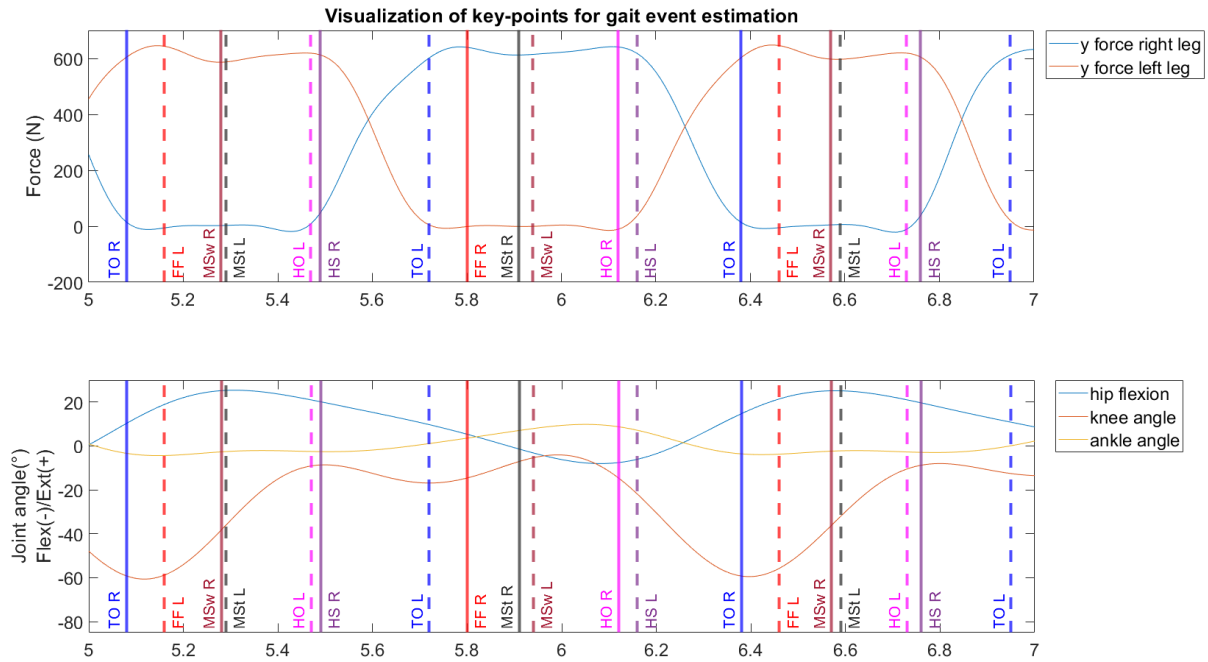 Visualization of key-points for gait event estimation
y force right leg
y force left leg
Force (N)
600
400
200
0
-200
TO R
FF L
MSw R
MSt L
HO L
HS R
TO L
FF R
MSt R
MSw L
HO R
HS L
TO R
FF L
MSw R
MSt L
HO L
HS R
TO L
5 5.2 5.4 5.6 5.8 6 6.2 6.4 6.6 6.8 7
hip flexion
knee angle
ankle angle
Joint angle(°)
Flex(-)/Ext(+)
20
0
-20
-40
-60
-80
TO R
FF L
MSw R
MSt L
HO L
HS R
TO L
FF R
MSt R
MSw L
HO R
HS L
TO R
FF L
MSw R
MSt L
HO L
HS R
TO L
5 5.2 5.4 5.6 5.8 6 6.2 6.4 6.6 6.8 7